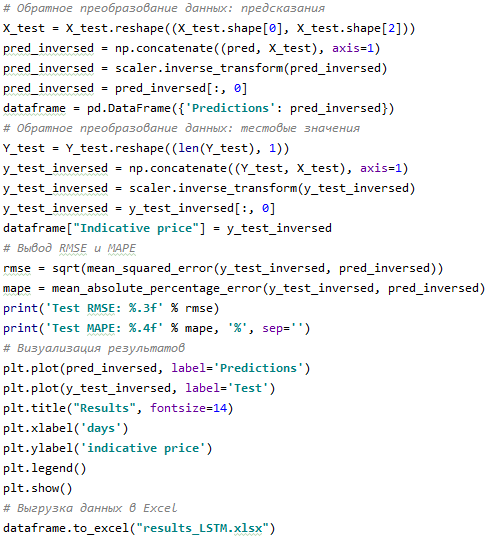 # Обратное преобразование данных: предсказания
X_test = X_test.reshape((X_test.shape[0], X_test.shape[2]))
pred_inversed = np.concatenate((pred, X_test), axis=1)
pred_inversed = scaler.inverse_transform(pred_inversed)
pred_inversed = pred_inversed[:, 0]
dataframe = pd.DataFrame({'Predictions': pred_inversed})
# Обратное преобразование данных: тестовые значения
Y_test = Y_test.reshape((len(Y_test), 1))
y_test_inversed = np.concatenate((Y_test, X_test), axis=1)
y_test_inversed = scaler.inverse_transform(y_test_inversed)
y_test_inversed = y_test_inversed[:, 0]
dataframe["Indicative price"] = y_test_inversed
# Вывод RMSE и MAPE
rmse = sqrt(mean_squared_error(y_test_inversed, pred_inversed))
mape = mean_absolute_percentage_error(y_test_inversed, pred_inversed)
print('Test RMSE: %.3f' % rmse)
print('Test MAPE: %.4f' % mape, '%', sep='')
# Визуализация результатов
plt.plot(pred_inversed, label='Predictions')
plt.plot(y_test_inversed, label='Test')
plt.title("Results", fontsize=14)
plt.xlabel('days')
plt.ylabel('indicative price')
plt.legend()
plt.show()
# Выгрузка данных в Excel
dataframe.to_excel("results_LSTM.xlsx")